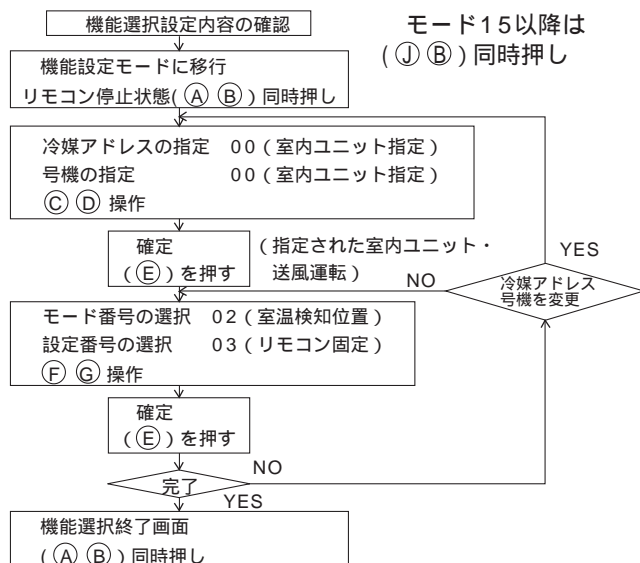 機能選択設定内容の確認
モード15以降は
(Ⓙ Ⓑ)同時押し
機能設定モードに移行
リモコン停止状態(Ⓐ Ⓑ)同時押し
冷媒アドレスの指定 00(室内ユニット指定)
号機の指定 00(室内ユニット指定)
Ⓒ Ⓓ 操作
確定
(Ⓔ)を押す
(指定された室内ユニット・
送風運転)
YES
NO
冷媒アドレス
号機を変更
モード番号の選択 02(室温検知位置)
設定番号の選択 03(リモコン固定)
Ⓕ Ⓖ 操作
確定
(Ⓔ)を押す
完了
NO
YES
機能選択終了画面
(Ⓐ Ⓑ)同時押し